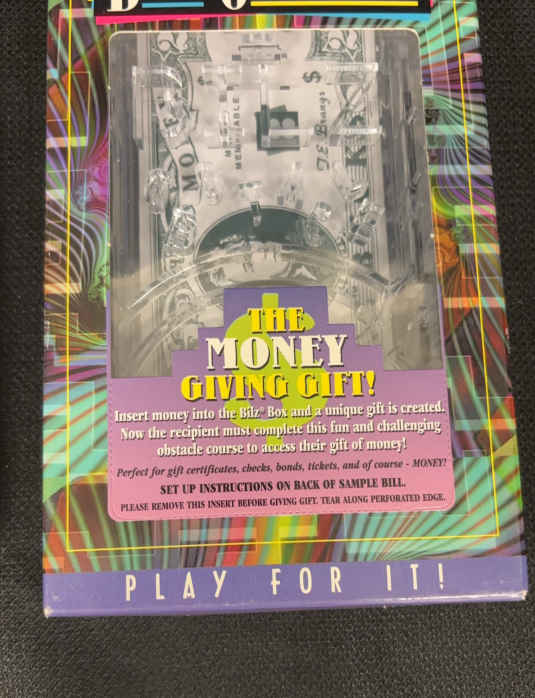 MONEY
MEMORABLE
I.E. Banqs
$
THE
MONEY
GIVING GIFT!
Insert money into the Bilz® Box and a unique gift is created.
Now the recipient must complete this fun and challenging
obstacle course to access their gift of money!
Perfect for gift certificates, checks, bonds, tickets, and of course - MONEY!
SET UP INSTRUCTIONS ON BACK OF SAMPLE BILL.
PLEASE REMOVE THIS INSERT BEFORE GIVING GIFT. TEAR ALONG PERFORATED EDGE.
PLAY FOR IT!